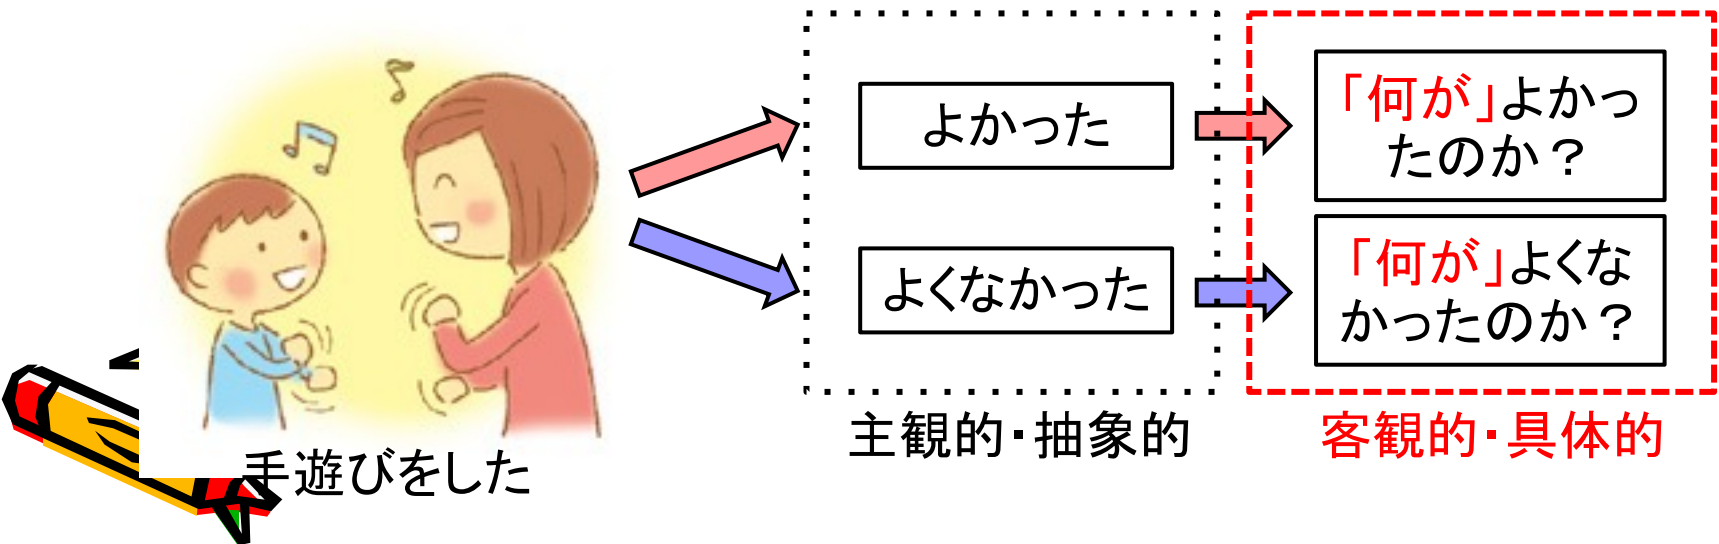 よかった
「何が」よかっ
たのか？
よくなかった
「何が」よくな
かったのか？
主観的・抽象的
客観的・具体的
手遊びをした